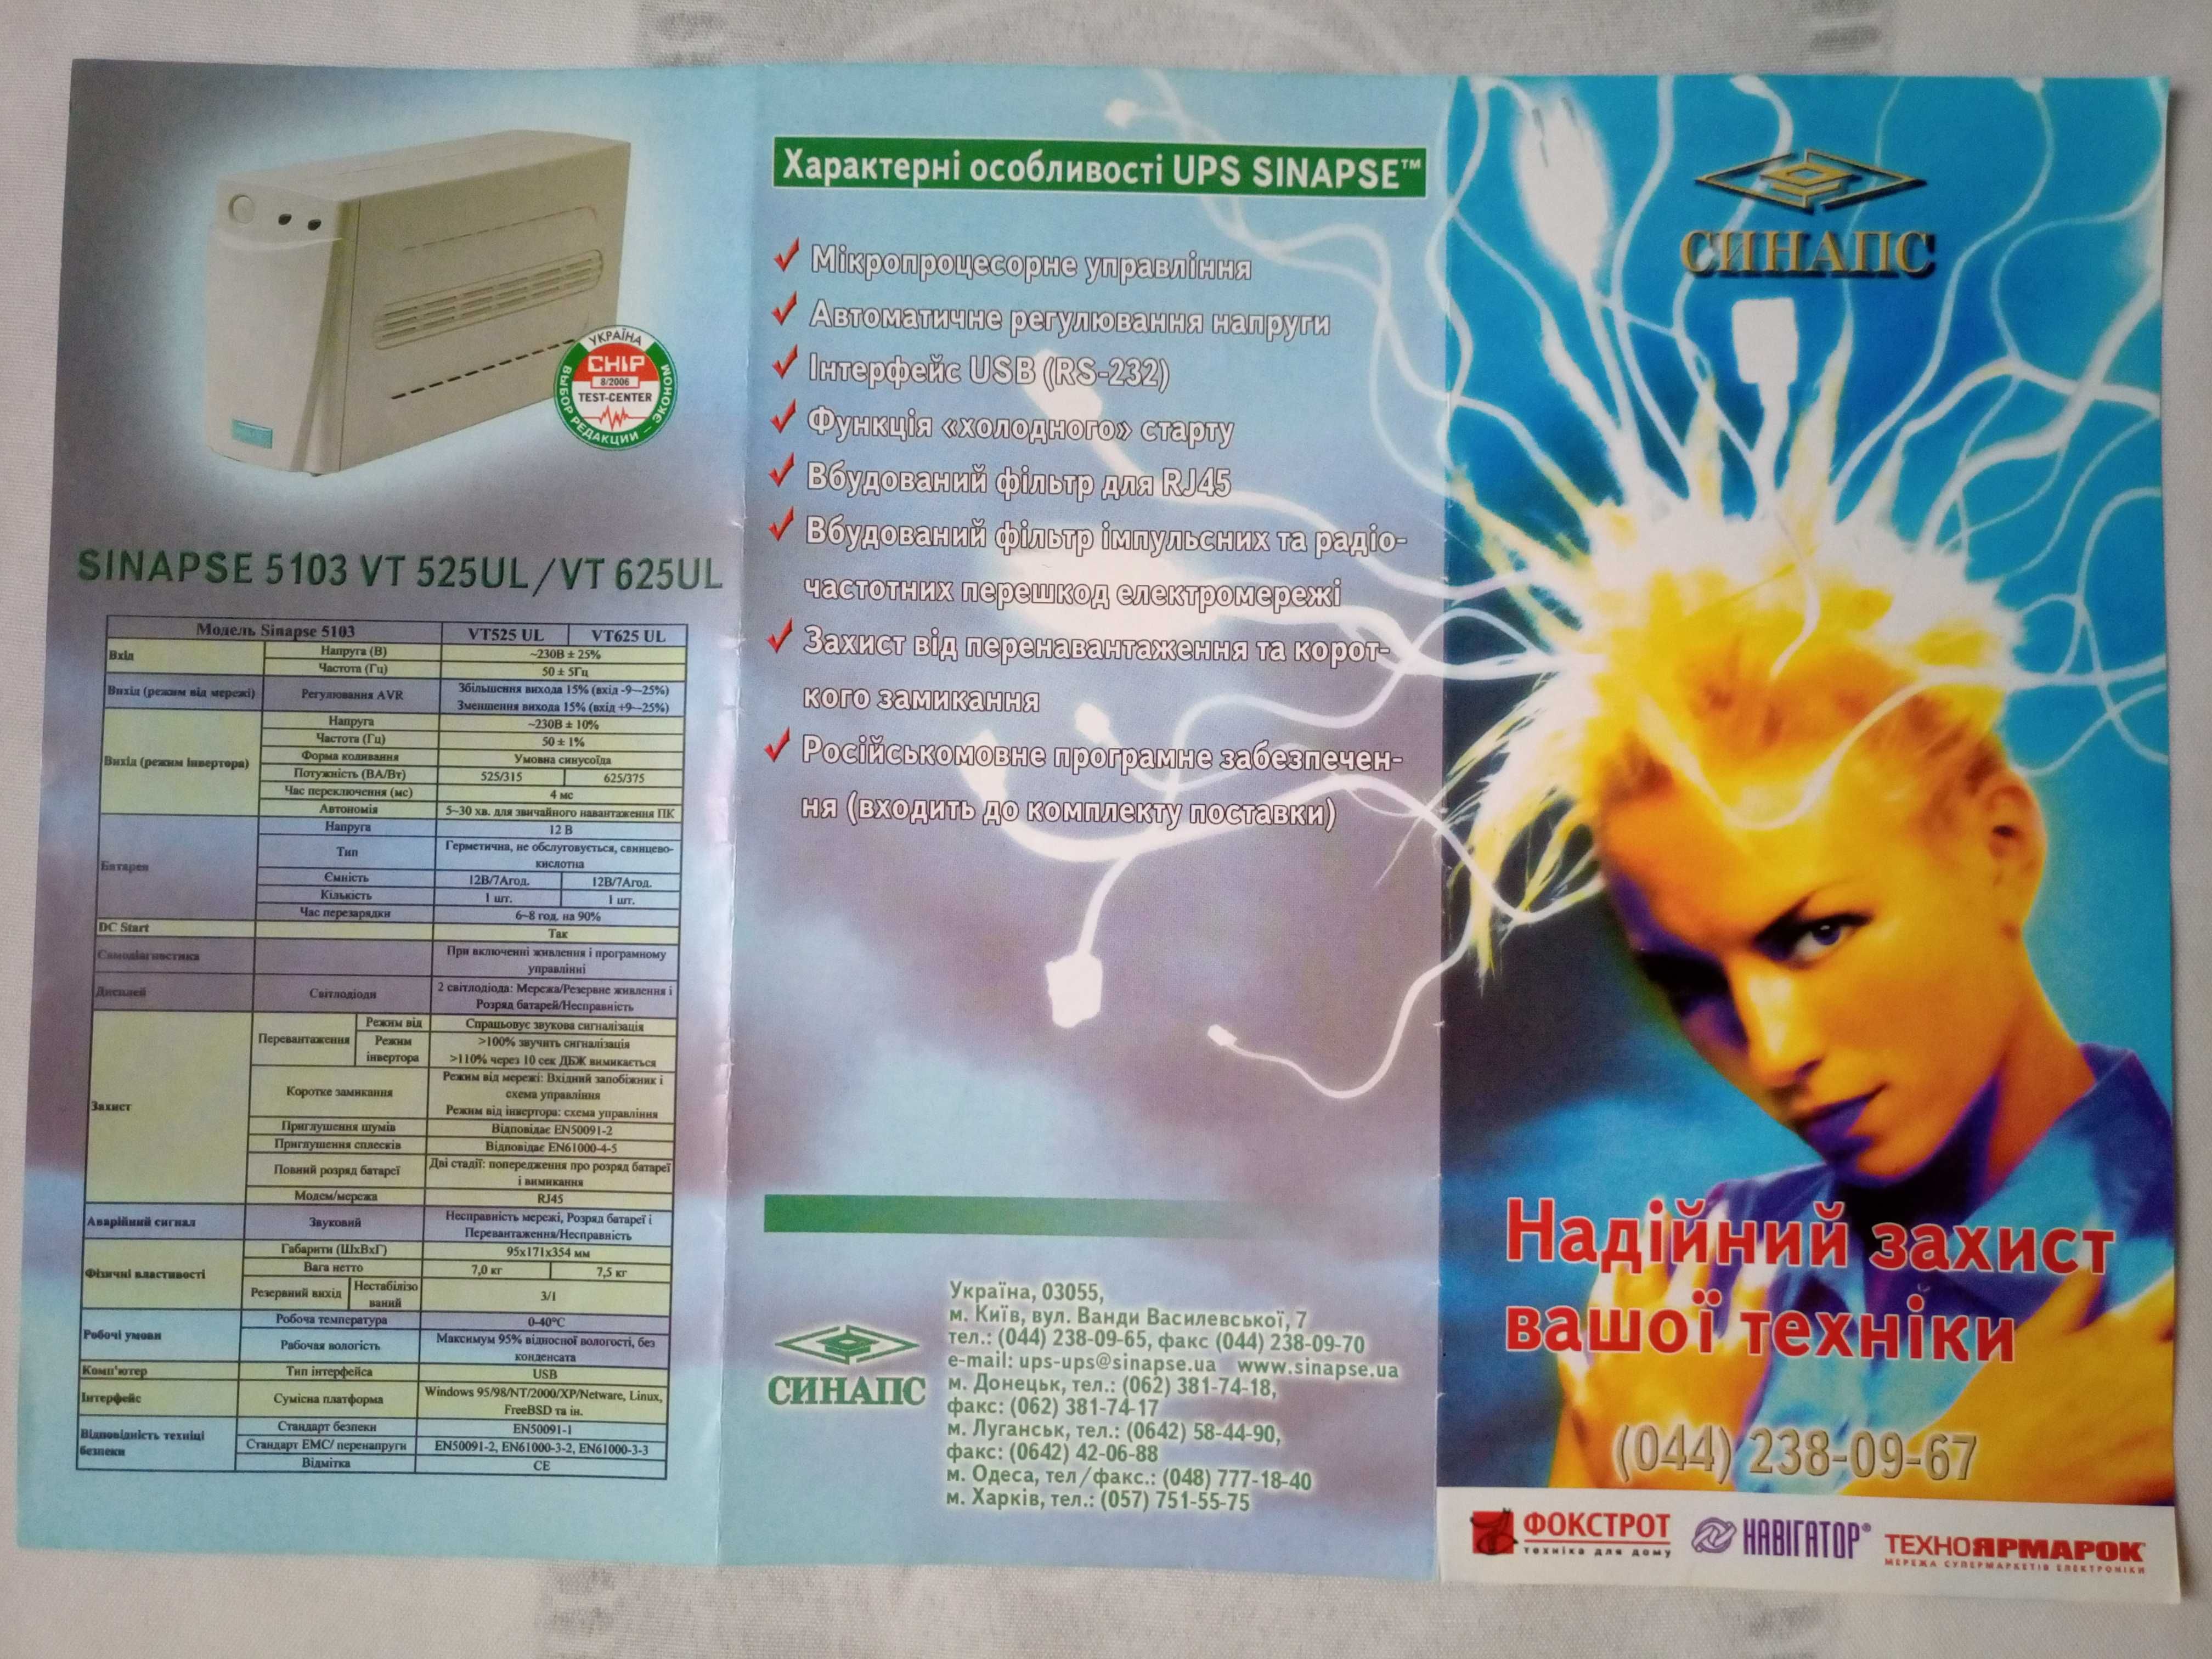 УКРАЇНА
CHIP
8/2006
TEST-CENTER
ВЫБОР РЕДАКЦИИ – ЭКОНОМ
SINAPSE 5103 VT 525UL/VT 625UL
Модель Sinapse 5103 VT525 UL VT625 UL
Вхід Напруга (В) ~230В ± 25%
Частота (Гц) 50 ± 5Гц
Вихід (режим від мережі) Регулювання AVR Збільшення вихода 15% (вхід -9–-25%)
Зменшення вихода 15% (вхід +9–-25%)
Вихід (режим інвертора) Напруга ~230В ± 10%
Частота (Гц) 50 ± 1%
Форма коливання Умовна синусоїда
Потужність (ВА/Вт) 525/315 625/375
Час переключення (мс) 4 мс
Автономія 5~30 хв. для звичайного навантаження ПК
Батарея Напруга 12 В
Тип Герметична, не обслуговується, свинцево-
кислотна
Ємність 12В/7Агод. 12В/7Агод.
Кількість 1 шт. 1 шт.
Час перезарядки 6~8 год. на 90%
DC Start Так
Самодіагностика При включенні живлення і програмному
управлінні
Дисплей Світлодіоди 2 світлодіода: Мережа/Резервне живлення і
Розряд батарей/Несправність
Захист Перевантаження Режим від Спрацьовує звукова сигналізація
Режим інвертора >100% звучить сигналізація
>110% через 10 сек ДБЖ вимикається
Коротке замикання Режим від мережі: Вхідний запобіжник і
схема управління
Режим від інвертора: схема управління
Приглушення шумів Відповідає EN50091-2
Приглушення сплесків Відповідає EN61000-4-5
Повний розряд батареї Дві стадії: попередження про розряд батареї
і вимикання
Модем/мережа RJ45
Аварійний сигнал Звуковий Несправність мережі, Розряд батареї і
Перевантаження/Несправність
Фізичні властивості Габарити (ШхВхГ) 95х171х354 мм
Вага нетто 7,0 кг 7,5 кг
Резервний вихід Нестабілізо
ваний 3/1
Робочі умови Робоча температура 0-40°С
Рабочая вологість Максимум 95% відносної вологості, без
конденсата
Комп'ютер Тип інтерфейса USB
Інтерфейс Сумісна платформа Windows 95/98/NT/2000/XP/Netware, Linux,
FreeBSD та ін.
Відповідність техніці безпеки Стандарт безпеки EN50091-1
Стандарт EMC/ перенапруги EN50091-2, EN61000-3-2, EN61000-3-3
Відмітка CE
Характерні особливості UPS SINAPSE™
Мікропроцесорне управління
Автоматичне регулювання напруги
Інтерфейс USB (RS-232)
Функція «холодного» старту
Вбудований фільтр для RJ45
Вбудований фільтр імпульсних та радіо-
частотних перешкод електромережі
Захист від перенавантаження та корот-
кого замикання
Російськомовне програмне забезпечен-
ня (входить до комплекту поставки)
СИНАПС
Україна, 03055,
м. Київ, вул. Ванди Василевської, 7
тел.: (044) 238-09-65, факс (044) 238-09-70
e-mail: ups-ups@sinapse.ua www.sinapse.ua
м. Донецьк, тел.: (062) 381-74-18,
факс: (062) 381-74-17
м. Луганськ, тел.: (0642) 58-44-90,
факс: (0642) 42-06-88
м. Одеса, тел/факс.: (048) 777-18-40
м. Харків, тел.: (057) 751-55-75
СИНАПС
Надійний захист
вашої техніки
(044) 238-09-67
ФОКСТРОТ
техніка для дому
НАВІГАТОР®
ТЕХНОЯРМАРОК
МЕРЕЖА СУПЕРМАРКЕТІВ ЕЛЕКТРОНІКИ